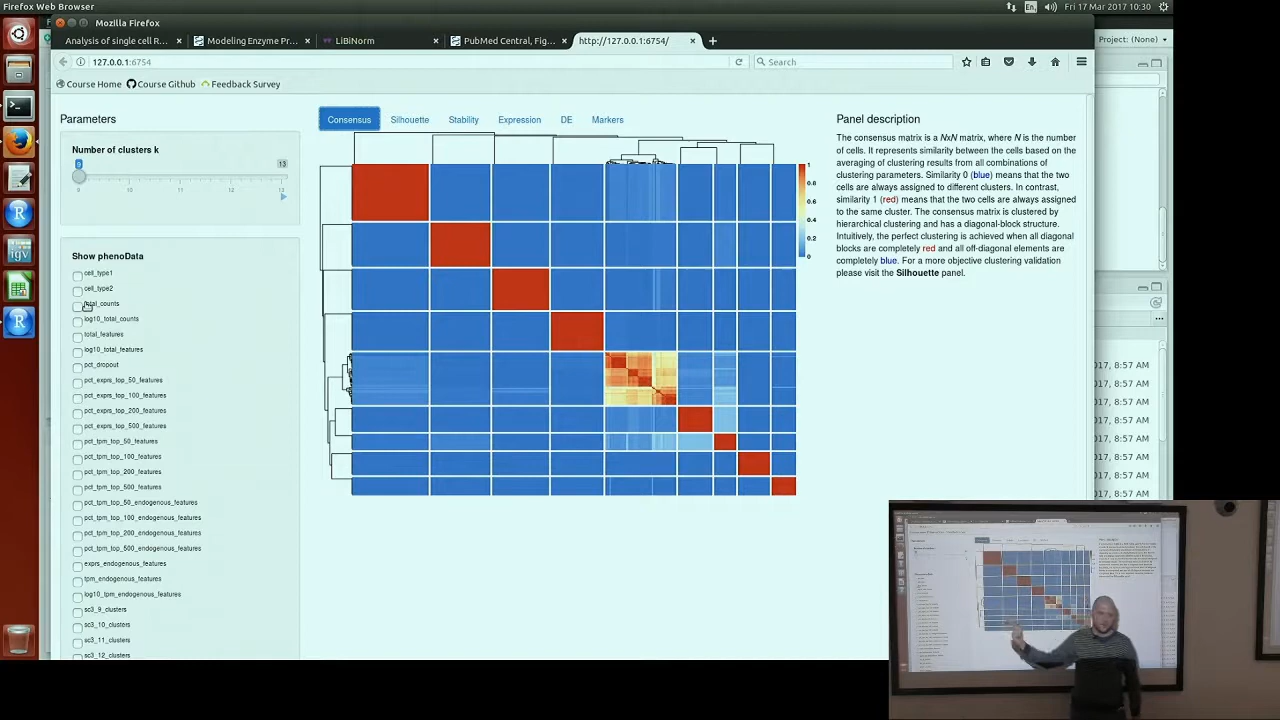 Firefox Web Browser
En
Fri 17 Mar 2017 10:30
Mozilla Firefox
Project: (None)
Analysis of single cell R...
Modeling Enzyme Pr...
LiBiNorm
PubMed Central, Fig...
http://127.0.0.1:6754/
127.0.0.1:6754
Search
Course Home
Course Github
Feedback Survey
Parameters
Consensus
Silhouette
Stability
Expression
DE
Markers
Panel description
Number of clusters k
9
13
10
11
12
13
The consensus matrix is a NxN matrix, where N is the number
of cells. It represents similarity between the cells based on the
averaging of clustering results from all combinations of
clustering parameters. Similarity 0 (blue) means that the two
cells are always assigned to different clusters. In contrast,
similarity 1 (red) means that the two cells are always assigned
to the same cluster. The consensus matrix is clustered by
hierarchical clustering and has a diagonal-block structure.
Intuitively, the perfect clustering is achieved when all diagonal
blocks are completely red and all off-diagonal elements are
completely blue. For a more objective clustering validation
please visit the Silhouette panel.
1
0.8
0.6
0.4
0.2
0
Show phenoData
cell_type1
cell_type2
total_counts
log10_total_counts
total_features
log10_total_features
pct_dropout
pct_exprs_top_50_features
pct_exprs_top_100_features
pct_exprs_top_200_features
pct_exprs_top_500_features
pct_tpm_top_50_features
pct_tpm_top_100_features
pct_tpm_top_200_features
pct_tpm_top_500_features
pct_tpm_top_50_endogenous_features
pct_tpm_top_100_endogenous_features
pct_tpm_top_200_endogenous_features
pct_tpm_top_500_endogenous_features
exprs_endogenous_features
tpm_endogenous_features
log10_tpm_endogenous_features
sc3_9_clusters
sc3_10_clusters
sc3_11_clusters
sc3_12_clusters
017, 8:57 AM
017, 8:57 AM
017, 8:57 AM
017, 8:57 AM
017, 8:57 AM
017, 8:57 AM
017, 8:57 AM
igv